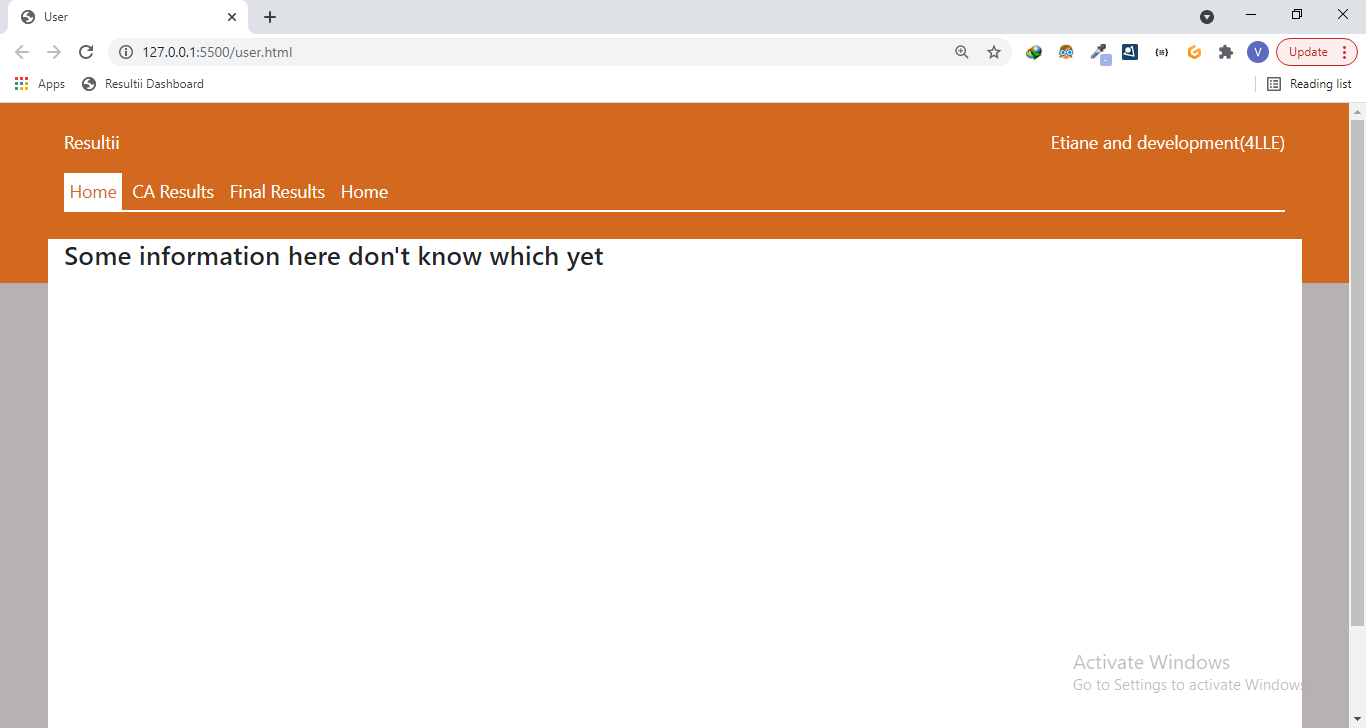 User
127.0.0.1:5500/user.html
V
Update
Apps
Resultii Dashboard
Reading list
Resultii
Etiane and development(4LLE)
Home CA Results Final Results Home
Some information here don't know which yet
Activate Windows
Go to Settings to activate Windows.